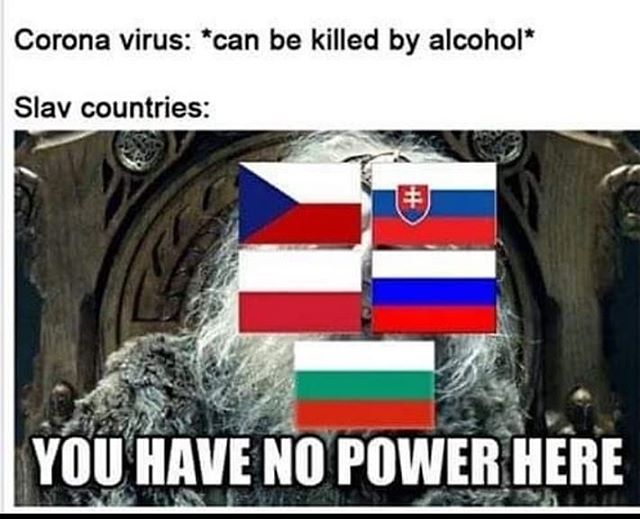 Corona virus: *can be killed by alcohol*
Slav countries:
YOU HAVE NO POWER HERE